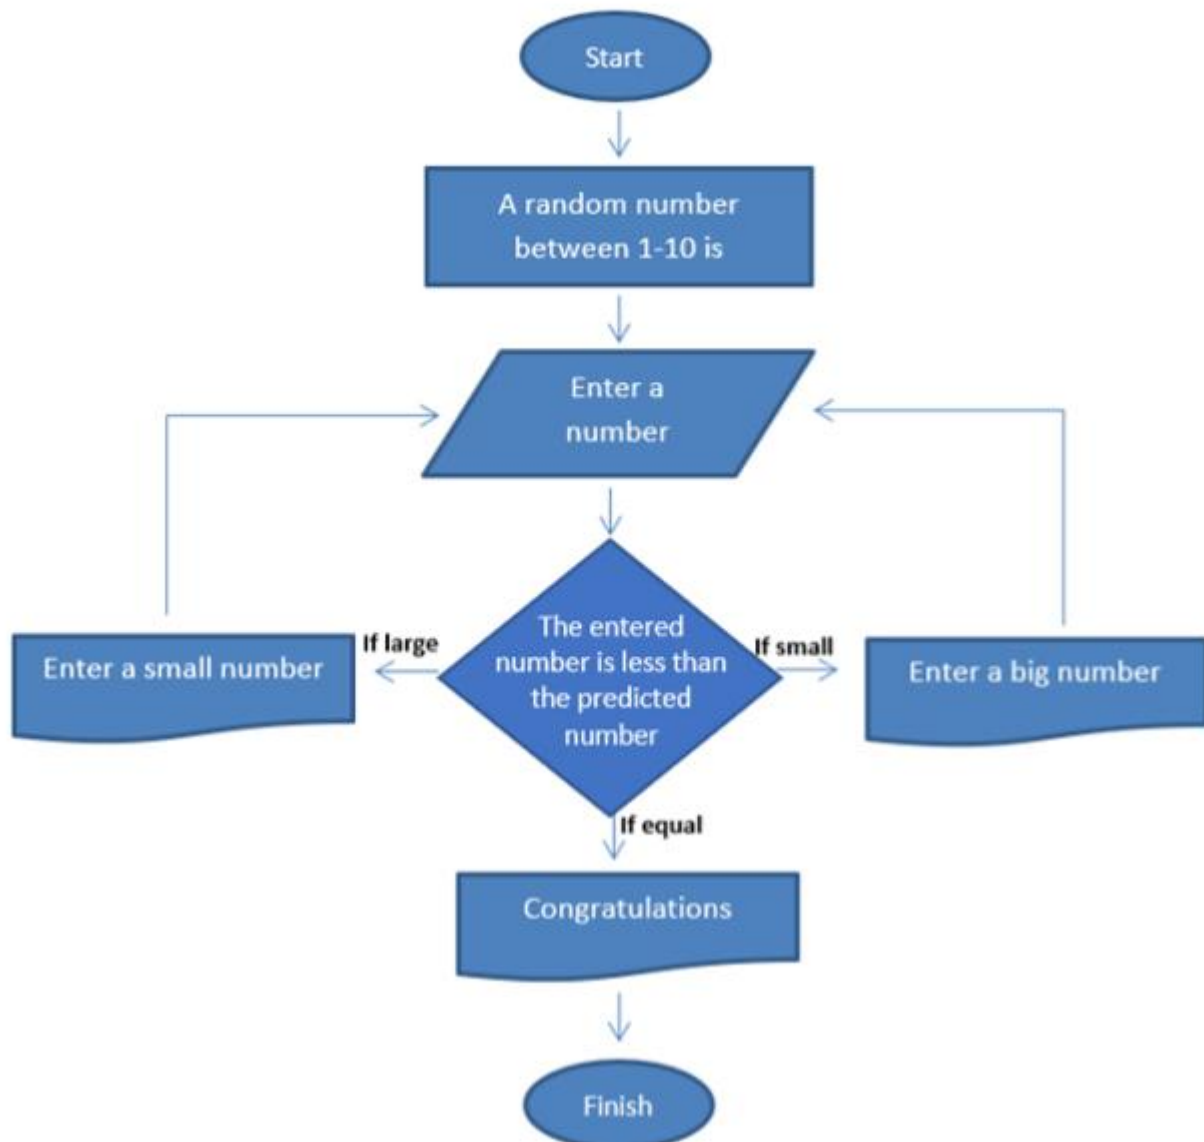 Start
A random number
between 1-10 is
Enter a
number
The entered
number is less than
the predicted
number
If large
Enter a small number
If small
Enter a big number
If equal
Congratulations
Finish